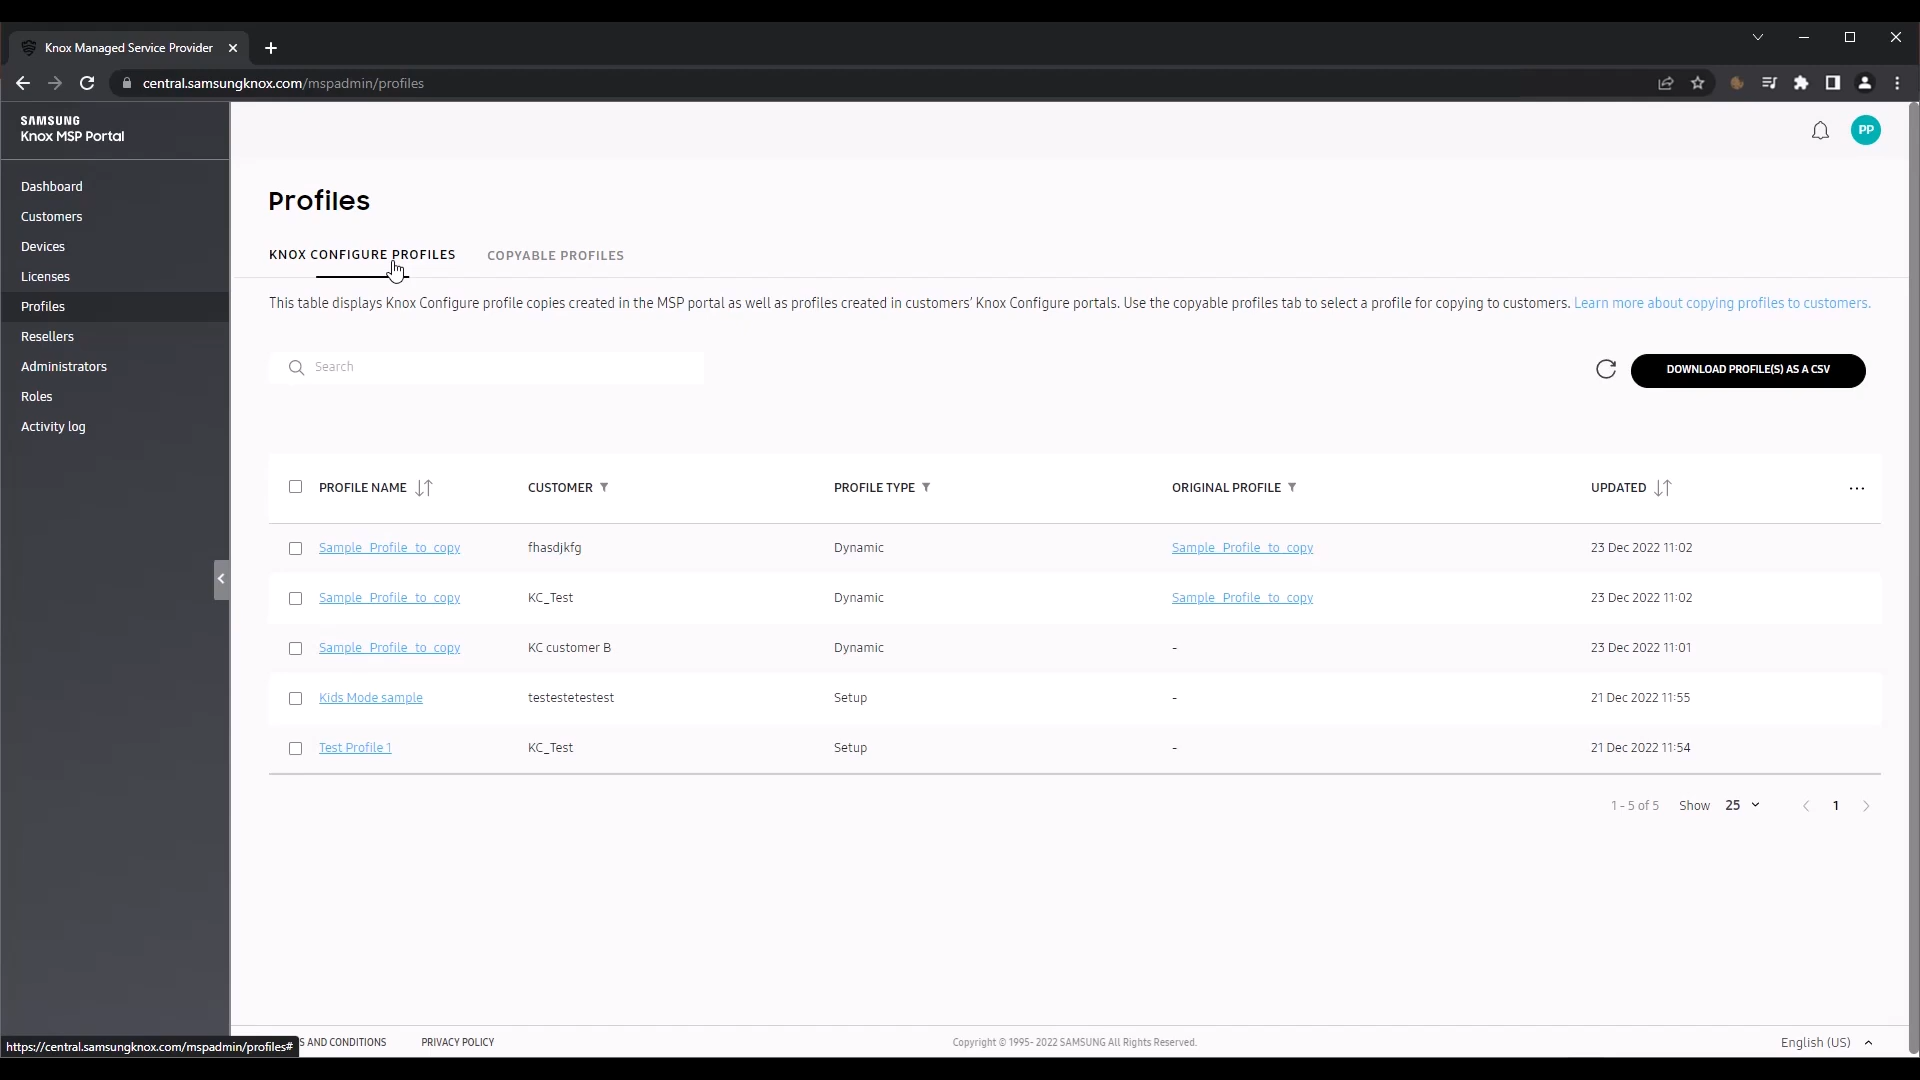 Knox Managed Service Provider
central.samsungknox.com/mspadmin/profiles
SAMSUNG
Knox MSP Portal
PP
Dashboard
Customers
Devices
Licenses
Profiles
Resellers
Administrators
Roles
Activity log
Profiles
KNOX CONFIGURE PROFILES COPYABLE PROFILES
This table displays Knox Configure profile copies created in the MSP portal as well as profiles created in customers' Knox Configure portals. Use the copyable profiles tab to select a profile for copying to customers. Learn more about copying profiles to customers.
Search
DOWNLOAD PROFILE(S) AS A CSV
PROFILE NAME CUSTOMER PROFILE TYPE ORIGINAL PROFILE UPDATED ...
Sample_Profile_to_copy fhasdjkfg Dynamic Sample_Profile_to_copy 23 Dec 2022 11:02
Sample_Profile_to_copy KC_Test Dynamic Sample_Profile_to_copy 23 Dec 2022 11:02
Sample_Profile_to_copy KC customer B Dynamic - 23 Dec 2022 11:01
Kids Mode sample testestetestest Setup - 21 Dec 2022 11:55
Test Profile 1 KC_Test Setup - 21 Dec 2022 11:54
1 - 5 of 5 Show 25 1
S AND CONDITIONS PRIVACY POLICY Copyright © 1995- 2022 SAMSUNG All Rights Reserved. English (US)
https://central.samsungknox.com/mspadmin/profiles#